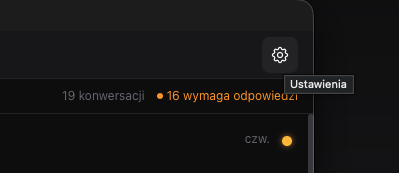 Ustawienia
19 konwersacji 16 wymaga odpowiedzi
czw.